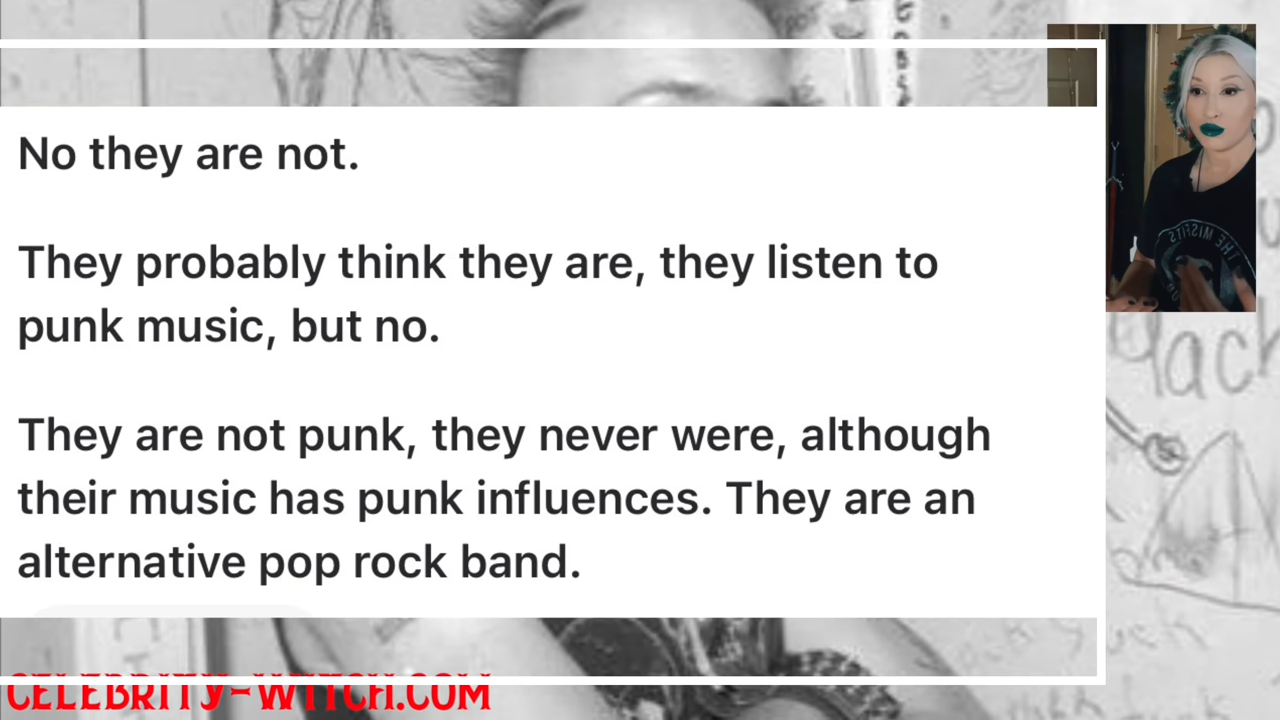 No they are not.
They probably think they are, they listen to
punk music, but no.
They are not punk, they never were, although
their music has punk influences. They are an
alternative pop rock band.
THE MISFITS
CELEBRITY-WITCH.COM